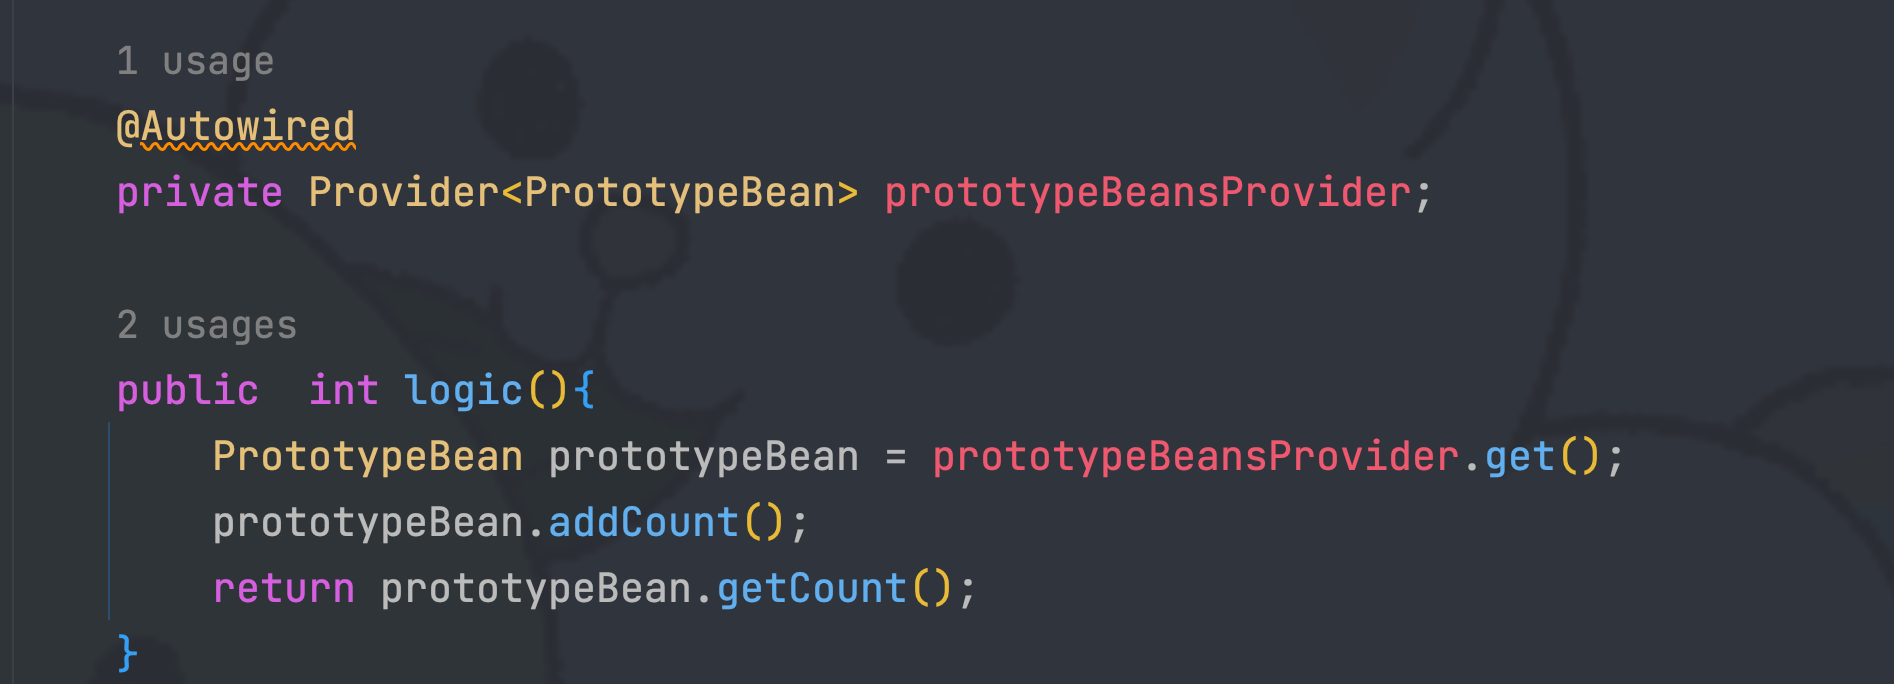 1 usage
@Autowired
private Provider<PrototypeBean> prototypeBeansProvider;
2 usages
public  int logic(){
    PrototypeBean prototypeBean = prototypeBeansProvider.get();
    prototypeBean.addCount();
    return prototypeBean.getCount();
}